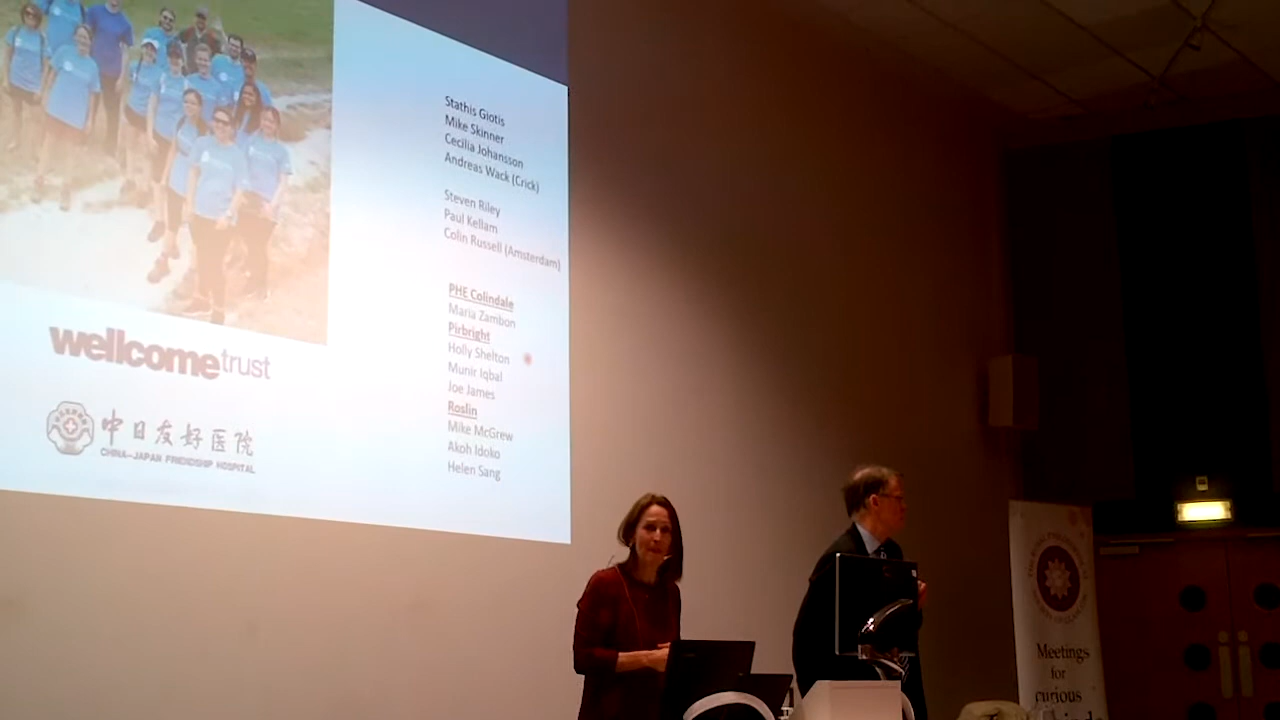 Stathis Giotis
Mike Skinner
Cecilia Johansson
Andreas Wack (Crick)
Steven Riley
Paul Kellam
Colin Russell (Amsterdam)
PHE Colindale
Maria Zambon
Pirbright
Holly Shelton
Munir Iqbal
Joe James
Roslin
Mike McGrew
Akoh Idoko
Helen Sang
wellcometrust
中日友好医院
CHINA-JAPAN FRIENDSHIP HOSPITAL
Meetings
for
curious